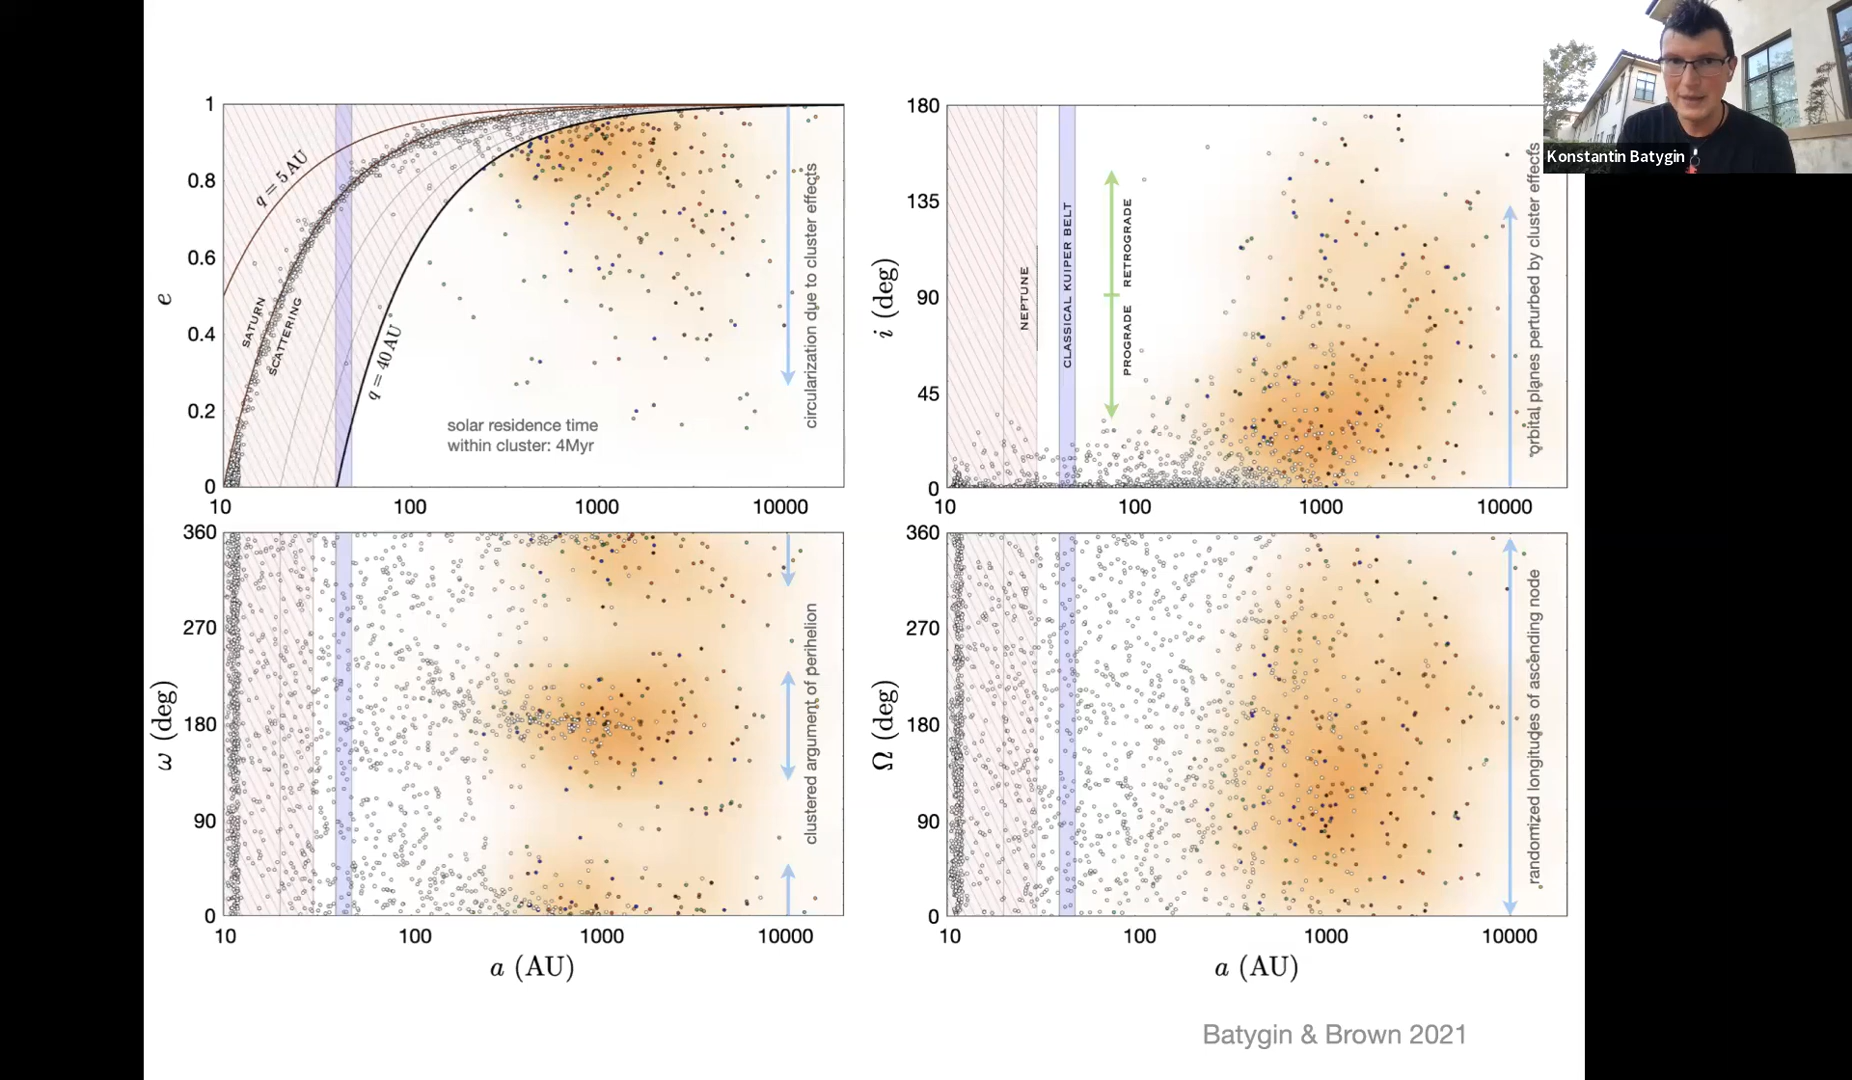 Konstantin Batygin
1
0.8
0.6
0.4
0.2
0
e
q = 5 AU
SATURN
SCATTERING
q = 40 AU
solar residence time
within cluster: 4Myr
circularization due to cluster effects
10
100
1000
10000
180
135
90
45
0
i (deg)
NEPTUNE
CLASSICAL KUIPER BELT
PROGRADE
RETROGRADE
orbital planes perturbed by cluster effects
10
100
1000
10000
360
270
180
90
0
ω (deg)
clustered argument of perihelion
10
100
1000
10000
a (AU)
360
270
180
90
0
Ω (deg)
randomized longitudes of ascending node
10
100
1000
10000
a (AU)
Batygin & Brown 2021